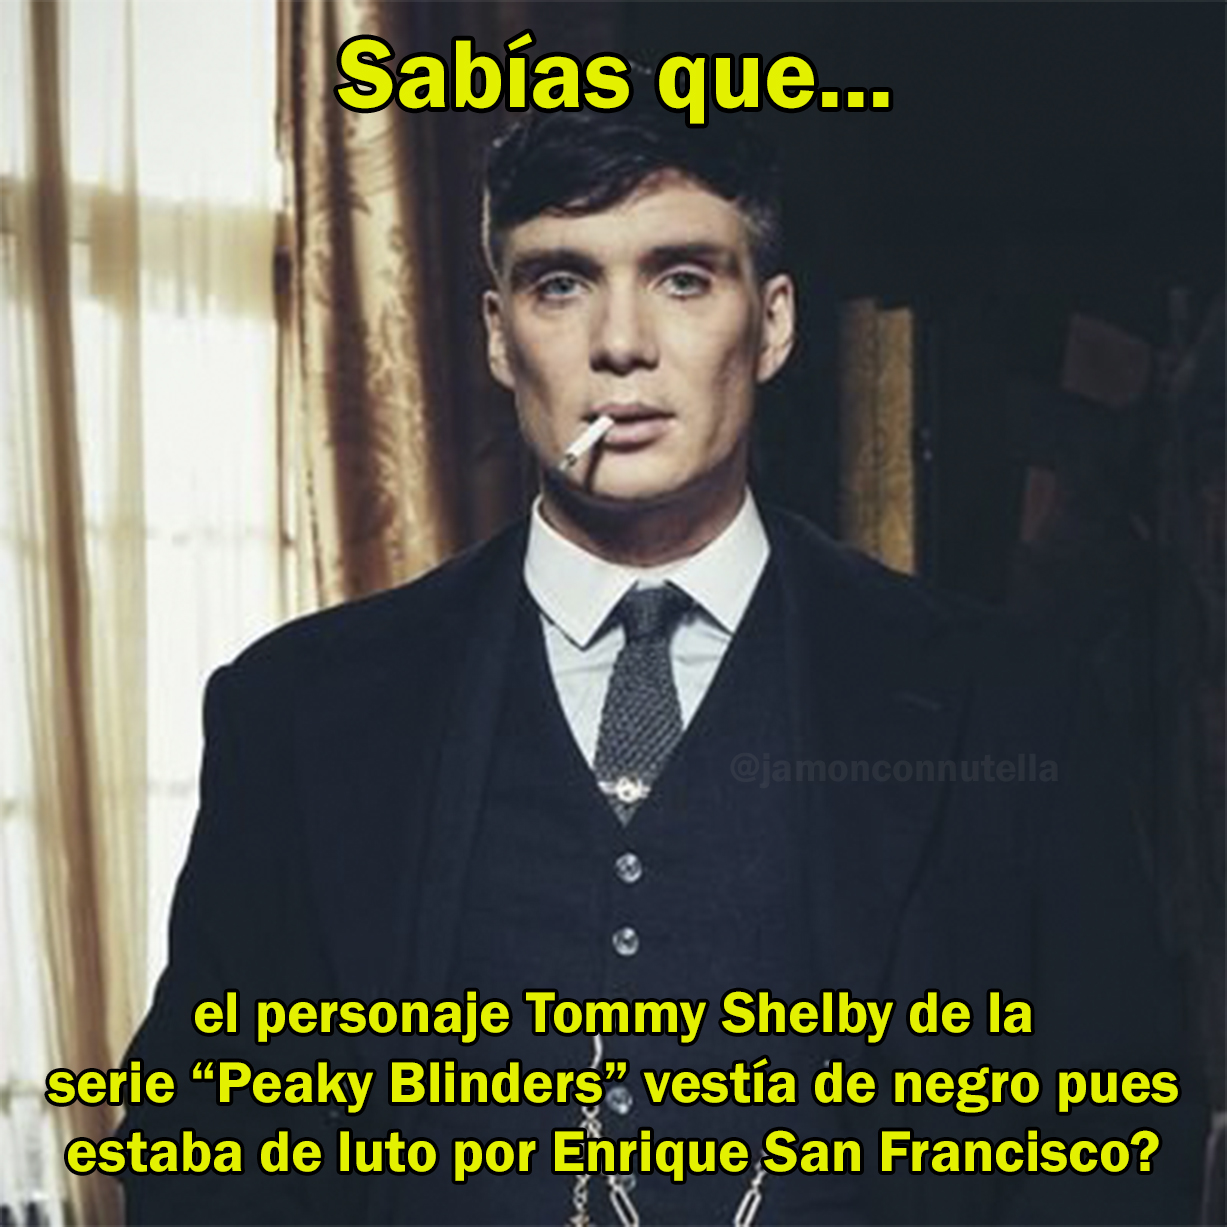 Sabías que...
@jamonconnutella
el personaje Tommy Shelby de la
serie “Peaky Blinders” vestía de negro pues
estaba de luto por Enrique San Francisco?